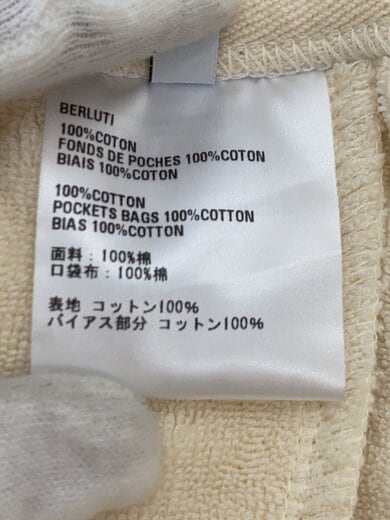 BERLUTI
100%COTON
FONDS DE POCHES 100%COTON
BIAIS 100%COTON
100%COTTON
POCKETS BAGS 100%COTTON
BIAS 100%COTTON
面料：100%棉
口袋布：100%棉
表地 コットン100%
バイアス部分 コットン100%